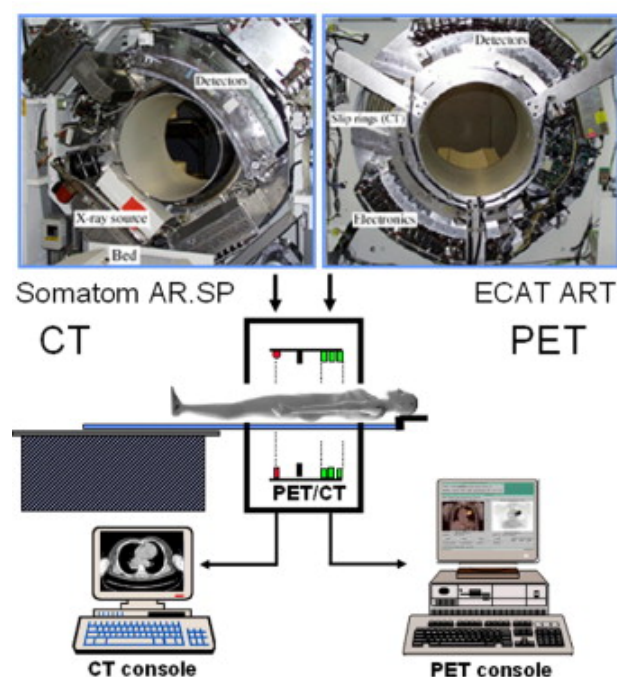 Detectors
X-ray source
Bed
Detectors
Slip rings (CT)
Electronics
Somatom AR.SP
ECAT ART
CT
PET
PET/CT
CT console
PET console